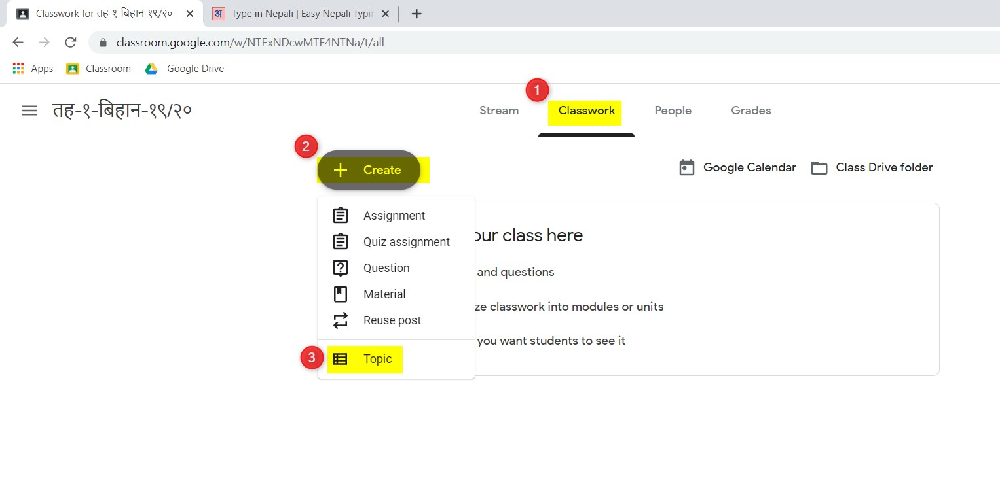 Classwork for तह-१-बिहान-१९/२०
Type in Nepali | Easy Nepali Typin
classroom.google.com/w/NTExNDcwMTE4NTNa/t/all
Apps Classroom Google Drive
तह-१-बिहान-१९/२०
Stream 1 Classwork People Grades
2 Create
Google Calendar Class Drive folder
Assignment
our class here
Quiz assignment
Question and questions
Material
ze classwork into modules or units
Reuse post
you want students to see it
3 Topic